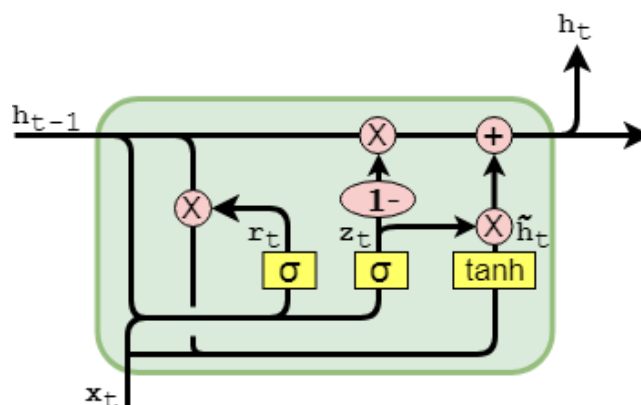 h_t
h_{t-1}
X
+
X
1-
r_t
z_t
X
h̃_t
σ
σ
tanh
x_t